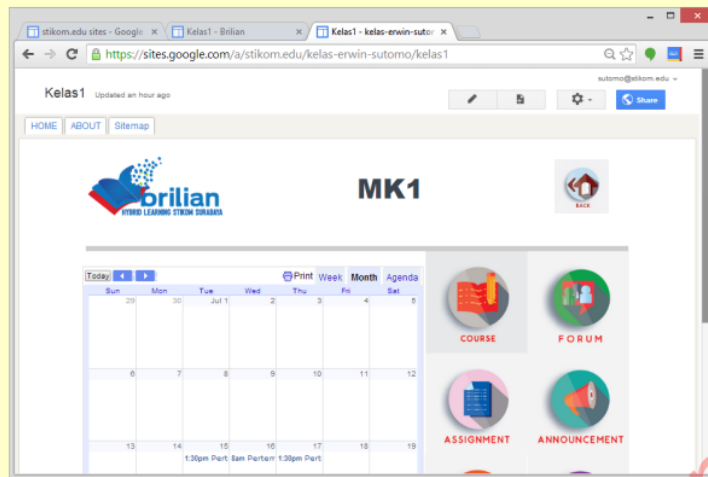 stikom.edu sites - Google
Kelas1 - Brilian
Kelas1 - kelas-erwin-sutor
https://sites.google.com/a/stikom.edu/kelas-erwin-sutomo/kelas1
sutomo@stikom.edu
Kelas1 Updated an hour ago
Share
HOME ABOUT Sitemap
brilian
HYBRID LEARNING STIKOM SURABAYA
MK1
BACK
Today Print Week Month Agenda
Sun Mon Tue Wed Thu Fri Sat
29 30 Jul 1 2 3 4 5
6 7 8 9 10 11 12
13 14 15 16 17 18 19
1:30pm Pert 8am Pertem 1:30pm Pert
COURSE FORUM
ASSIGNMENT ANNOUNCEMENT